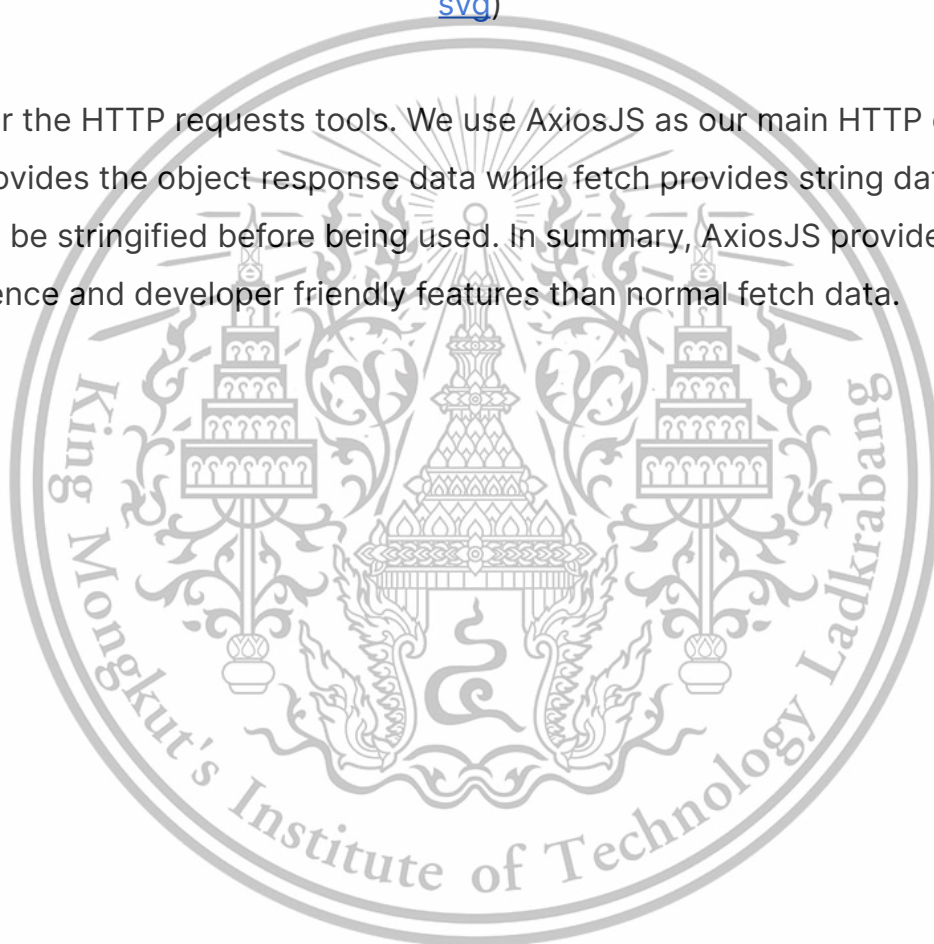 svg)
r the HTTP requests tools. We use AxiosJS as our main HTTP
ovides the object response data while fetch provides string dat
be stringified before being used. In summary, AxiosJS provide
ence and developer friendly features than normal fetch data.
King Mongkut's Institute of Technology Ladkrabang